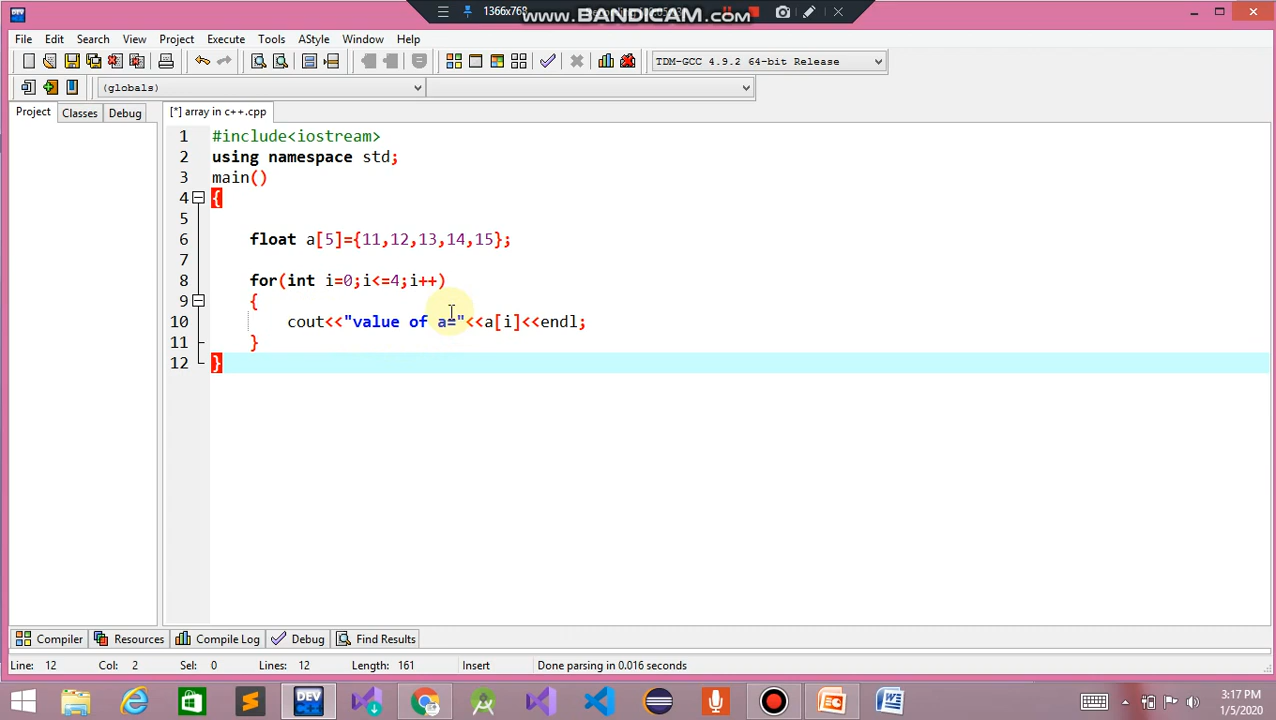 1366x768
www.BANDICAM.com
File Edit Search View Project Execute Tools AStyle Window Help
TDM-GCC 4.9.2 64-bit Release
(globals)
Project Classes Debug
[*] array in c++.cpp
1 #include<iostream>
2 using namespace std;
3 main()
4 {
5
6 float a[5]={11,12,13,14,15};
7
8 for(int i=0;i<=4;i++)
9 {
10 cout<<"value of a="<<a[i]<<endl;
11 }
12 }
Compiler Resources Compile Log Debug Find Results
Line: 12 Col: 2 Sel: 0 Lines: 12 Length: 161 Insert Done parsing in 0.016 seconds
3:17 PM
1/5/2020